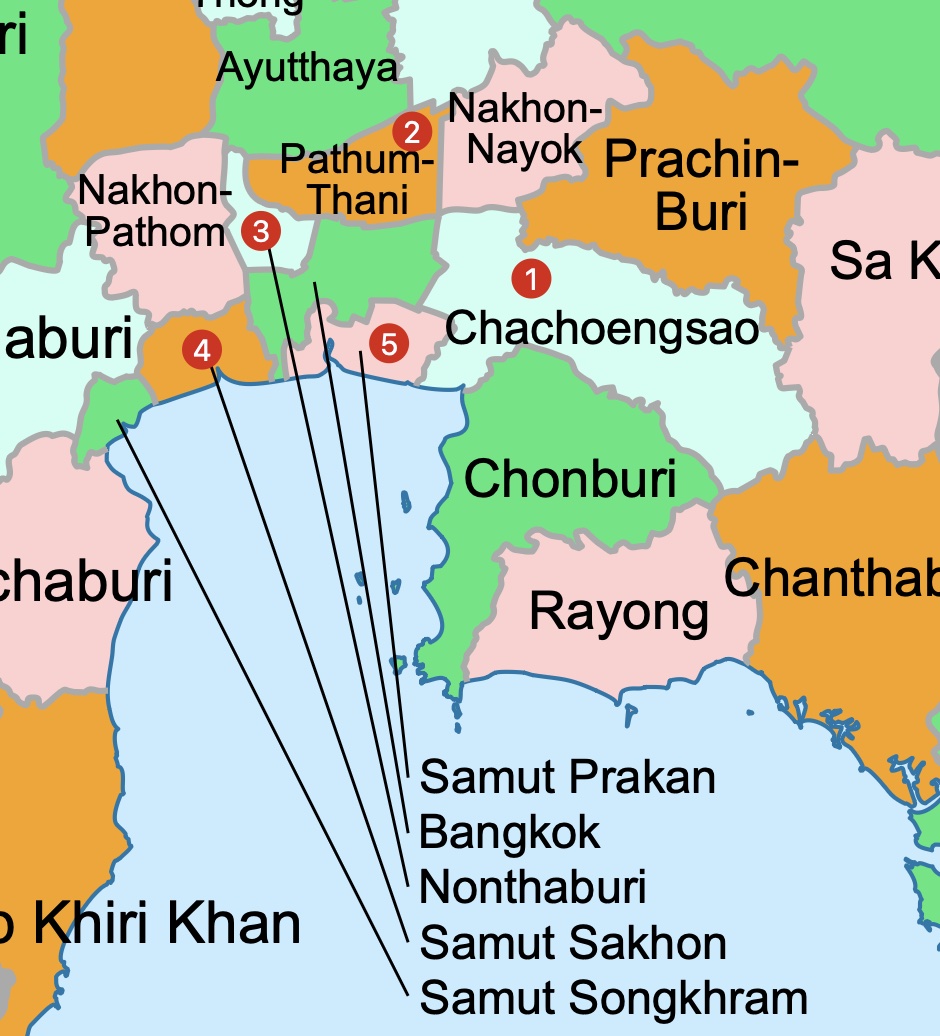 Thong
ri
Ayutthaya
2
Nakhon-
Nayok
Pathum-
Thani
Prachin-
Buri
Nakhon-
Pathom
3
1
Sa K
aburi
4
5
Chachoengsao
Chonburi
chaburi
Rayong
Chanthab
Samut Prakan
Bangkok
Nonthaburi
o Khiri Khan
Samut Sakhon
Samut Songkhram